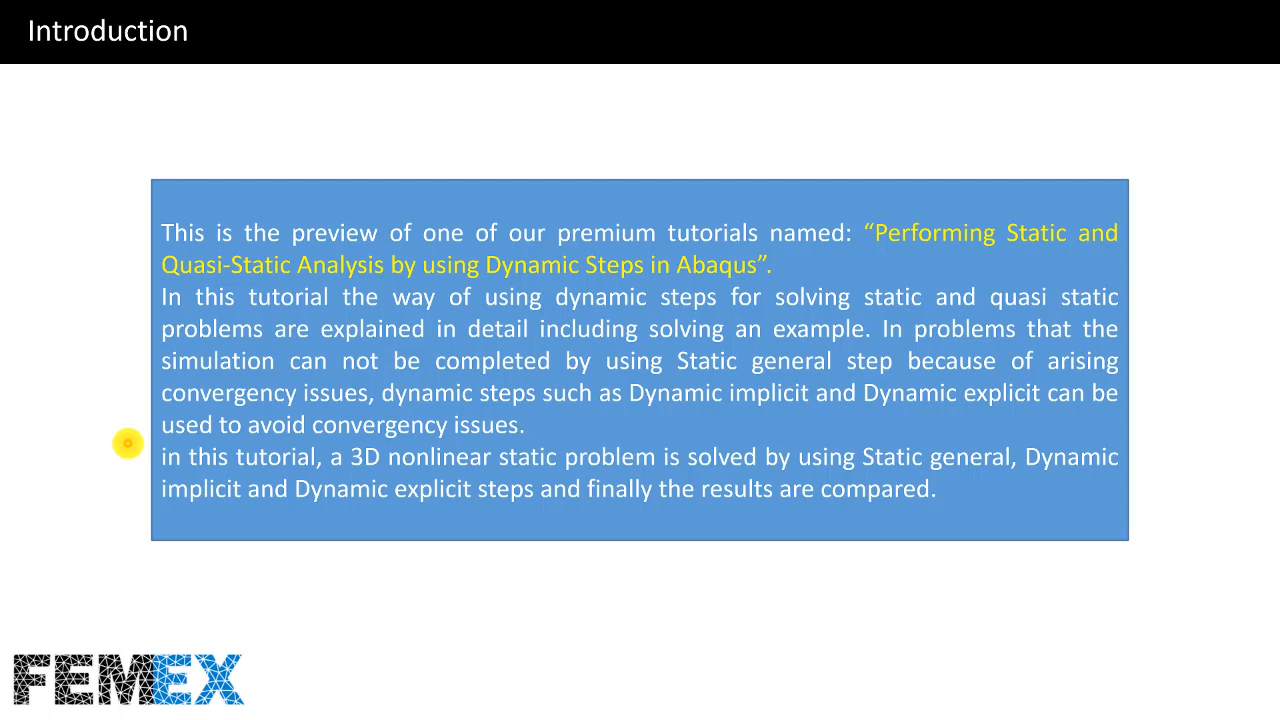 Introduction
This is the preview of one of our premium tutorials named: “Performing Static and
Quasi-Static Analysis by using Dynamic Steps in Abaqus”.
In this tutorial the way of using dynamic steps for solving static and quasi static
problems are explained in detail including solving an example. In problems that the
simulation can not be completed by using Static general step because of arising
convergency issues, dynamic steps such as Dynamic implicit and Dynamic explicit can be
used to avoid convergency issues.
in this tutorial, a 3D nonlinear static problem is solved by using Static general, Dynamic
implicit and Dynamic explicit steps and finally the results are compared.
FEMEX